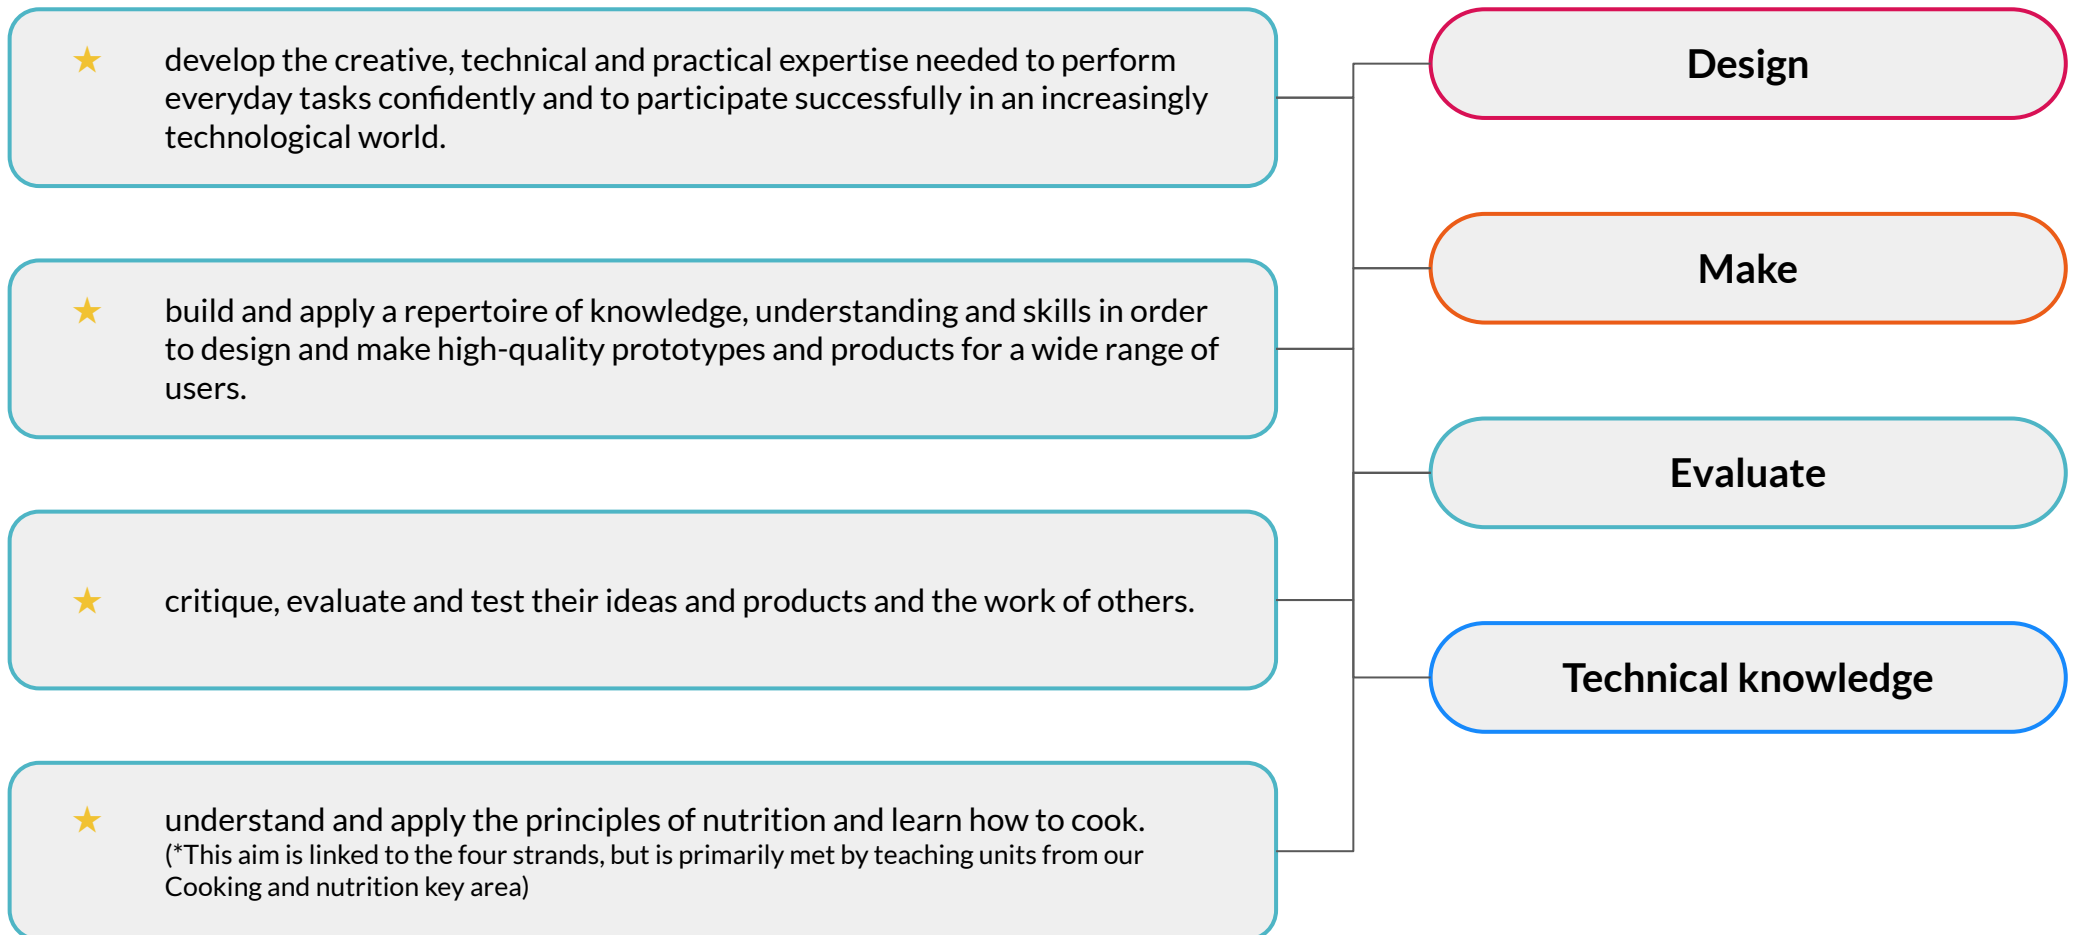 ★ develop the creative, technical and practical expertise needed to perform
everyday tasks confidently and to participate successfully in an increasingly
technological world.
★ build and apply a repertoire of knowledge, understanding and skills in order
to design and make high-quality prototypes and products for a wide range of
users.
★ critique, evaluate and test their ideas and products and the work of others.
★ understand and apply the principles of nutrition and learn how to cook.
(*This aim is linked to the four strands, but is primarily met by teaching units from our
Cooking and nutrition key area)
Design
Make
Evaluate
Technical knowledge